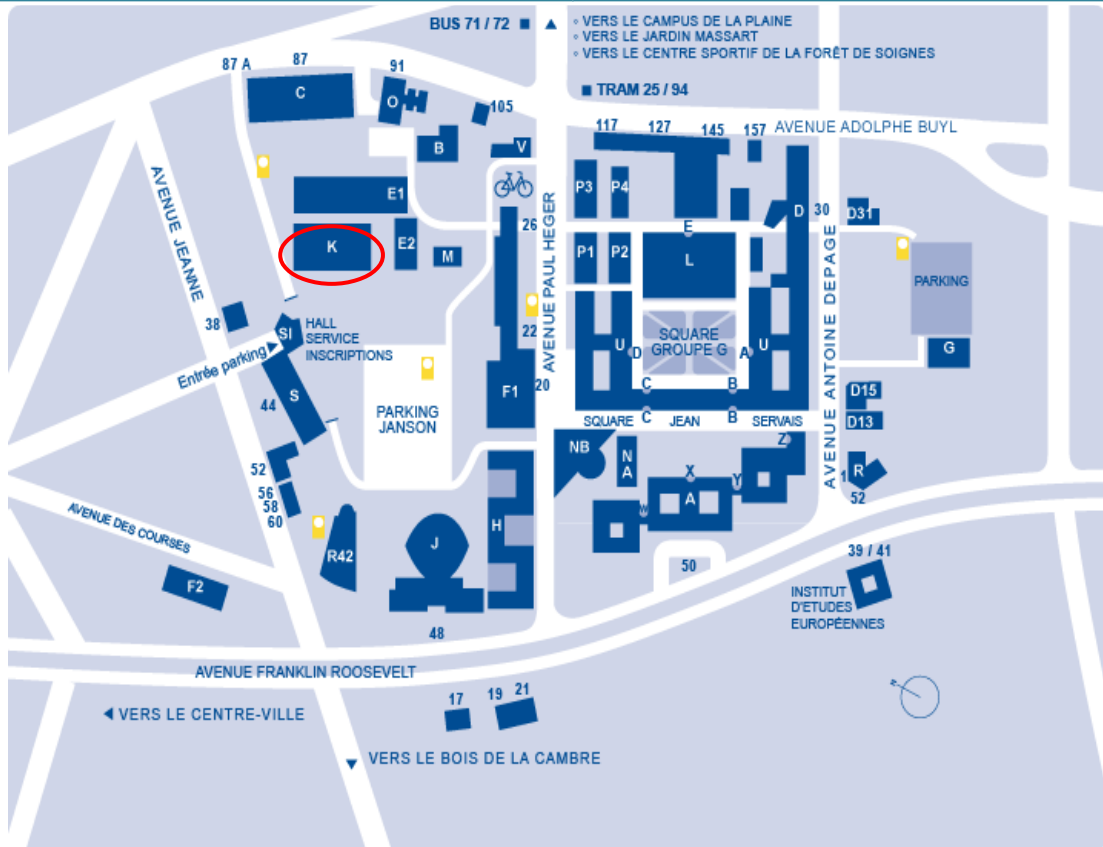 BUS 71 / 72
VERS LE CAMPUS DE LA PLAINE
VERS LE JARDIN MASSART
VERS LE CENTRE SPORTIF DE LA FORÊT DE SOIGNES
TRAM 25 / 94
87 A
87
91
105
C
O
B
V
117
127
145
157
AVENUE ADOLPHE BUYL
AVENUE JEANNE
E1
K
E2
M
26
22
20
AVENUE PAUL HEGER
P3
P4
P1
P2
E
L
D
30
D31
PARKING
G
AVENUE ANTOINE DEPAGE
38
SI
HALL
SERVICE
INSCRIPTIONS
Entrée parking
S
44
PARKING
JANSON
F1
U
D
SQUARE
GROUPE G
A
U
C
B
SQUARE
C
JEAN
B
SERVAIS
D15
D13
NB
N
A
X
Y
Z
A
W
1
R
52
52
56
58
60
AVENUE DES COURSES
F2
R42
J
H
48
50
39 / 41
INSTITUT
D'ETUDES
EUROPÉENNES
AVENUE FRANKLIN ROOSEVELT
17
19
21
VERS LE CENTRE-VILLE
VERS LE BOIS DE LA CAMBRE